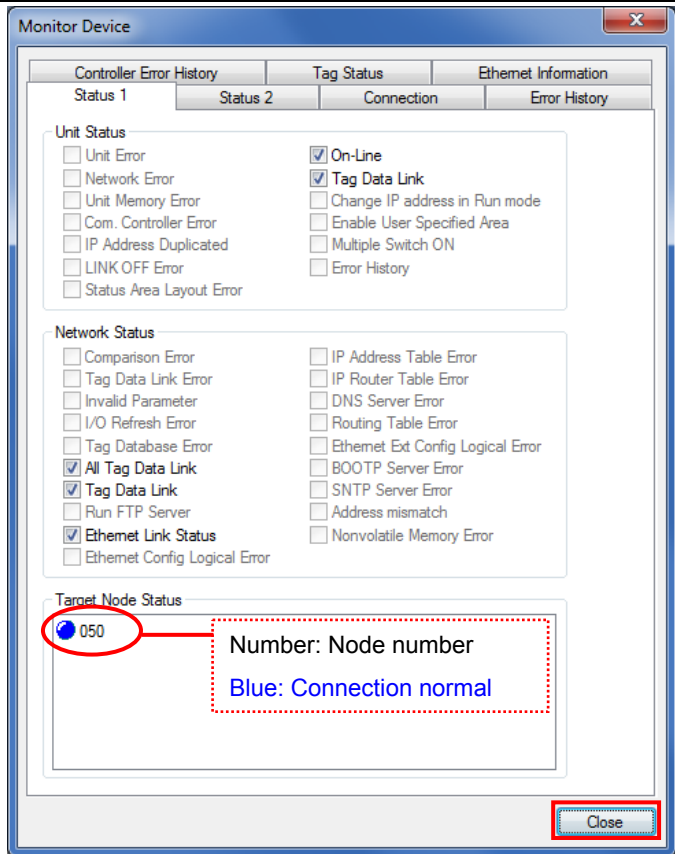 Monitor Device
Controller Error History Tag Status Ethernet Information
Status 1 Status 2 Connection Error History
Unit Status
Unit Error
Network Error
Unit Memory Error
Com. Controller Error
IP Address Duplicated
LINK OFF Error
Status Area Layout Error
On-Line
Tag Data Link
Change IP address in Run mode
Enable User Specified Area
Multiple Switch ON
Error History
Network Status
Comparison Error
Tag Data Link Error
Invalid Parameter
I/O Refresh Error
Tag Database Error
All Tag Data Link
Tag Data Link
Run FTP Server
Ethernet Link Status
Ethernet Config Logical Error
IP Address Table Error
IP Router Table Error
DNS Server Error
Routing Table Error
Ethernet Ext Config Logical Error
BOOTP Server Error
SNTP Server Error
Address mismatch
Nonvolatile Memory Error
Target Node Status
050
Number: Node number
Blue: Connection normal
Close